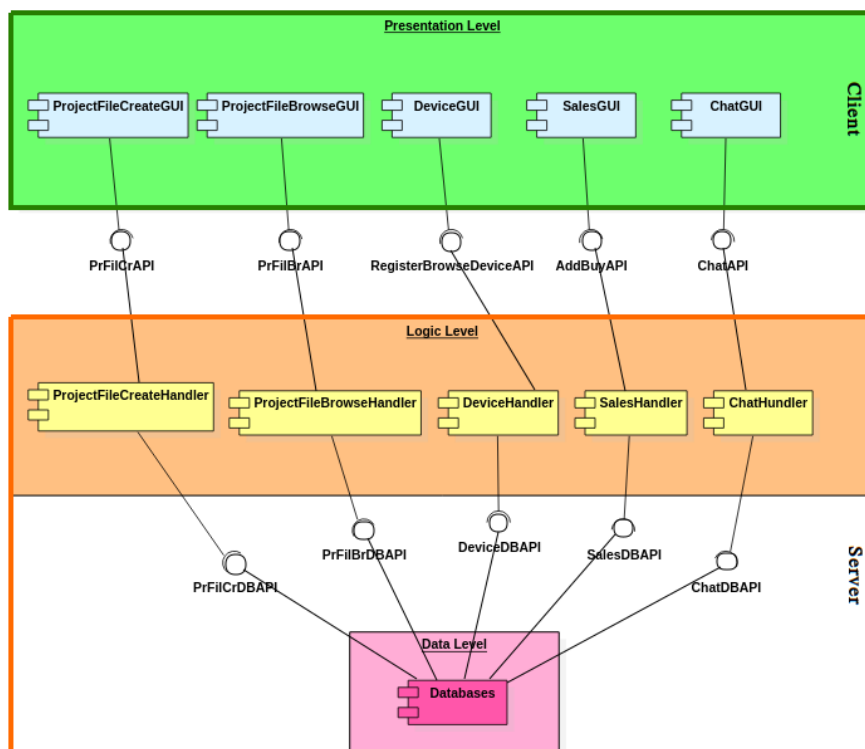 Presentation Level
ProjectFileCreateGUI
ProjectFileBrowseGUI
DeviceGUI
SalesGUI
ChatGUI
Client
PrFilCrAPI
PrFilBrAPI
RegisterBrowseDeviceAPI
AddBuyAPI
ChatAPI
Logic Level
ProjectFileCreateHandler
ProjectFileBrowseHandler
DeviceHandler
SalesHandler
ChatHundler
PrFilBrDBAPI
DeviceDBAPI
SalesDBAPI
Server
PrFilCrDBAPI
ChatDBAPI
Data Level
Databases